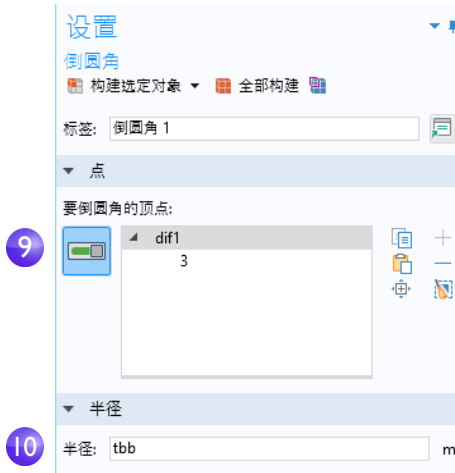 设置
倒圆角
构建选定对象 全部构建
标签: 倒圆角 1
点
要倒圆角的顶点:
9
dif1
3
半径
10 半径: tbb m